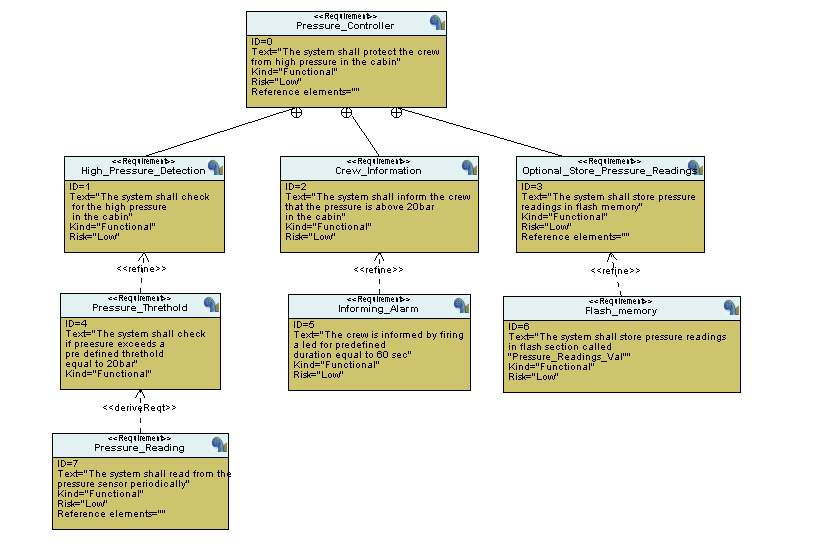 <<Requirement>>
Pressure_Controller
ID=0
Text="The system shall protect the crew
from high pressure in the cabin"
Kind="Functional"
Risk="Low"
Reference elements=""
<<Requirement>>
High_Pressure_Detection
ID=1
Text="The system shall check
for the high pressure
in the cabin"
Kind="Functional"
Risk="Low"
<<Requirement>>
Crew_Information
ID=2
Text="The system shall inform the crew
that the pressure is above 20bar
in the cabin"
Kind="Functional"
Risk="Low"
<<Requirement>>
Optional_Store_Pressure_Readings
ID=3
Text="The system shall store pressure
readings in flash memory"
Kind="Functional"
Risk="Low"
Reference elements=""
<<refine>>
<<refine>>
<<refine>>
<<Requirement>>
Pressure_Threthold
ID=4
Text="The system shall check
if preesure exceeds a
pre defined threthold
equal to 20bar"
Kind="Functional"
<<Requirement>>
Informing_Alarm
ID=5
Text="The crew is informed by firing
a led for predefined
duration equal to 60 sec"
Kind="Functional"
Risk="Low"
<<Requirement>>
Flash_memory
ID=6
Text="The system shall store pressure readings
in flash section called
"Pressure_Readings_Val""
Kind="Functional"
Risk="Low"
<<deriveReqt>>
<<Requirement>>
Pressure_Reading
ID=7
Text="The system shall read from the
pressure sensor periodically"
Kind="Functional"
Risk="Low"
Reference elements=""